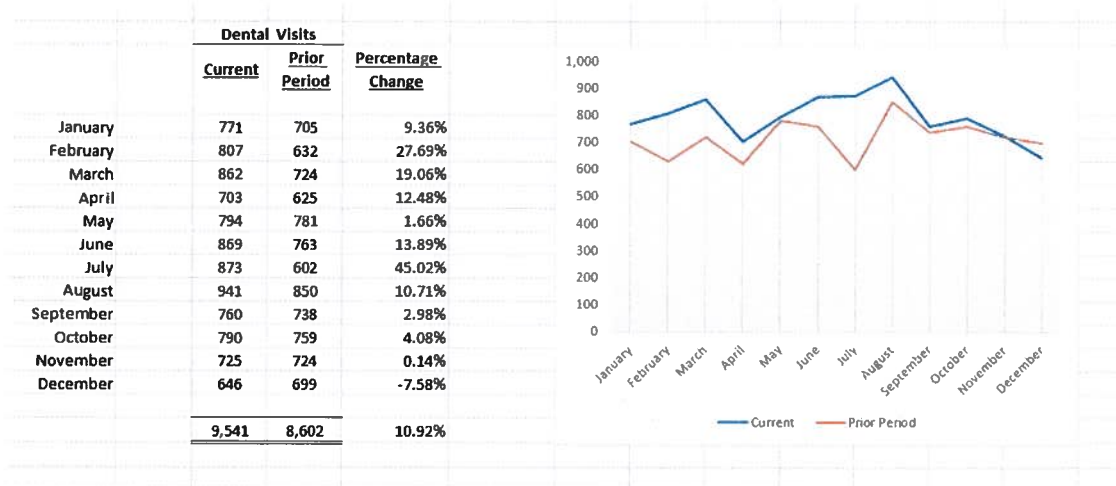 Dental Visits
Current Prior Period Percentage Change
January 771 705 9.36%
February 807 632 27.69%
March 862 724 19.06%
April 703 625 12.48%
May 794 781 1.66%
June 869 763 13.89%
July 873 602 45.02%
August 941 850 10.71%
September 760 738 2.98%
October 790 759 4.08%
November 725 724 0.14%
December 646 699 -7.58%
9,541 8,602 10.92%
1,000
900
800
700
600
500
400
300
200
100
0
January February March April May June July August September October November December
Current Prior Period